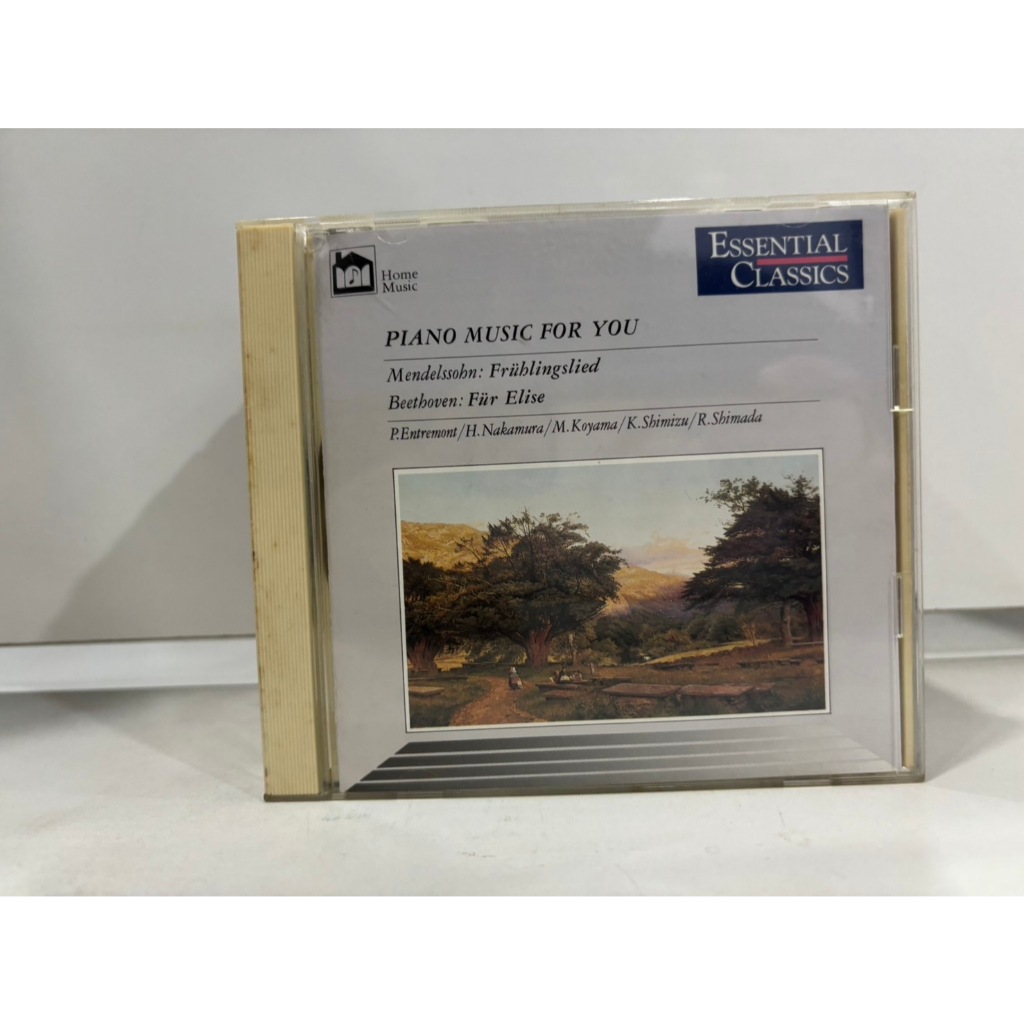 Home
Music
ESSENTIAL
CLASSICS
PIANO MUSIC FOR YOU
Mendelssohn: Frühlingslied
Beethoven: Für Elise
P.Entremont/H.Nakamura/M.Koyama/K.Shimizu/R.Shimada